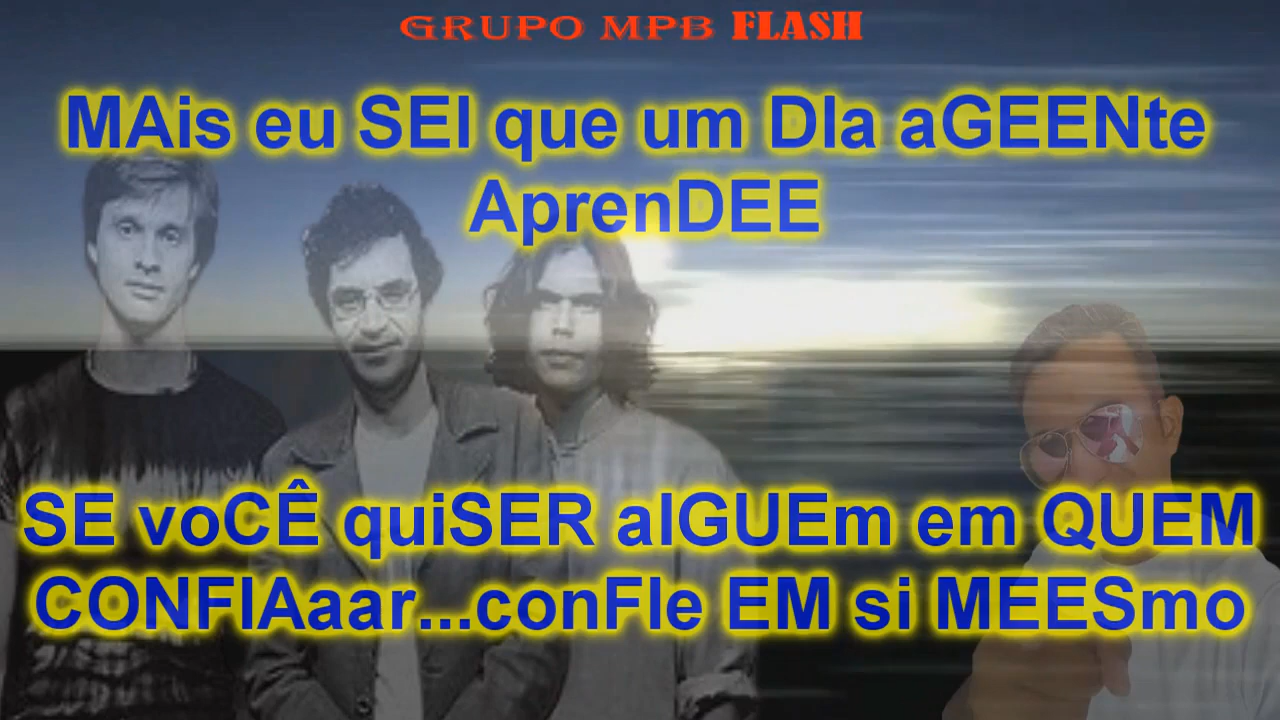 GRUPO MPB FLASH
MAis eu SEI que um DIa aGEENte
AprenDEE
SE voCÊ quiSER alGUEm em QUEM
CONFIAaar...conFIe EM si MEESmo